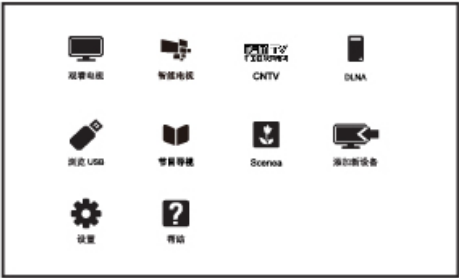 观看电视
智能电视
CNTV
DLNA
浏览 USB
节目导视
Scenea
添加新设备
设置
帮助